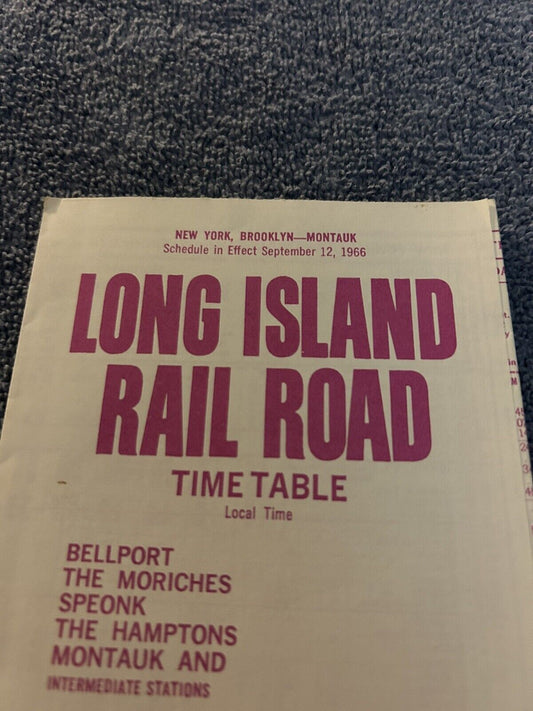 NEW YORK, BROOKLYN—MONTAUK
Schedule in Effect September 12, 1966
LONG ISLAND
RAIL ROAD
TIME TABLE
Local Time
BELLPORT
THE MORICHES
SPEONK
THE HAMPTONS
MONTAUK AND
INTERMEDIATE STATIONS